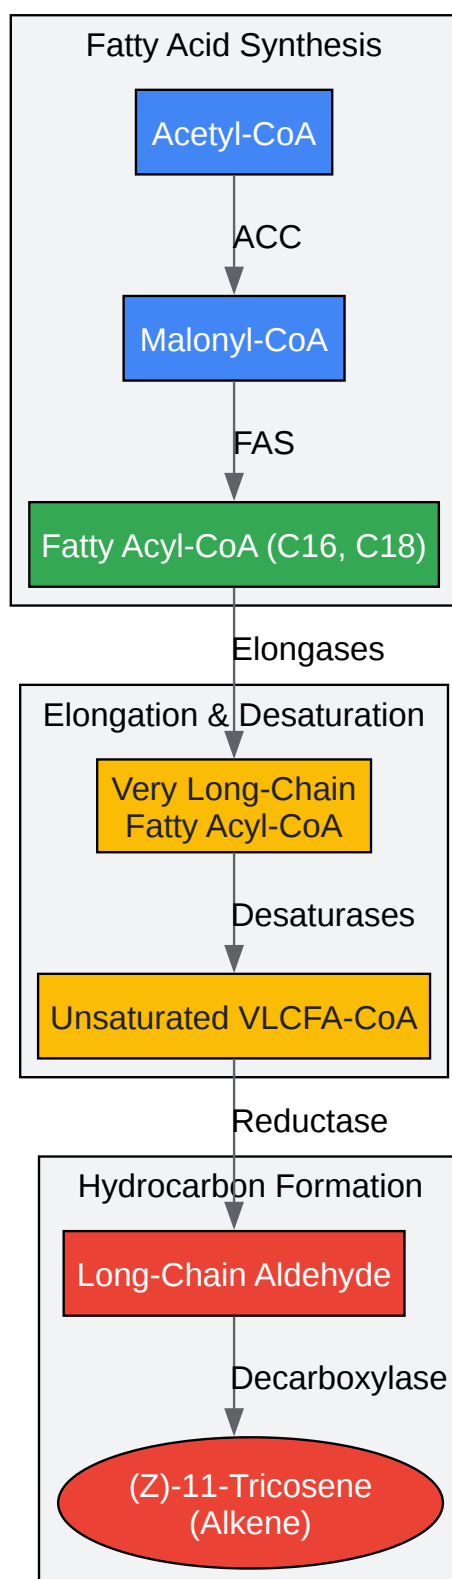 Fatty Acid Synthesis
Acetyl-CoA
ACC
Malonyl-CoA
FAS
Fatty Acyl-CoA (C16, C18)
Elongases
Elongation & Desaturation
Very Long-Chain
Fatty Acyl-CoA
Desaturases
Unsaturated VLCFA-CoA
Reductase
Hydrocarbon Formation
Long-Chain Aldehyde
Decarboxylase
(Z)-11-Tricosene
(Alkene)